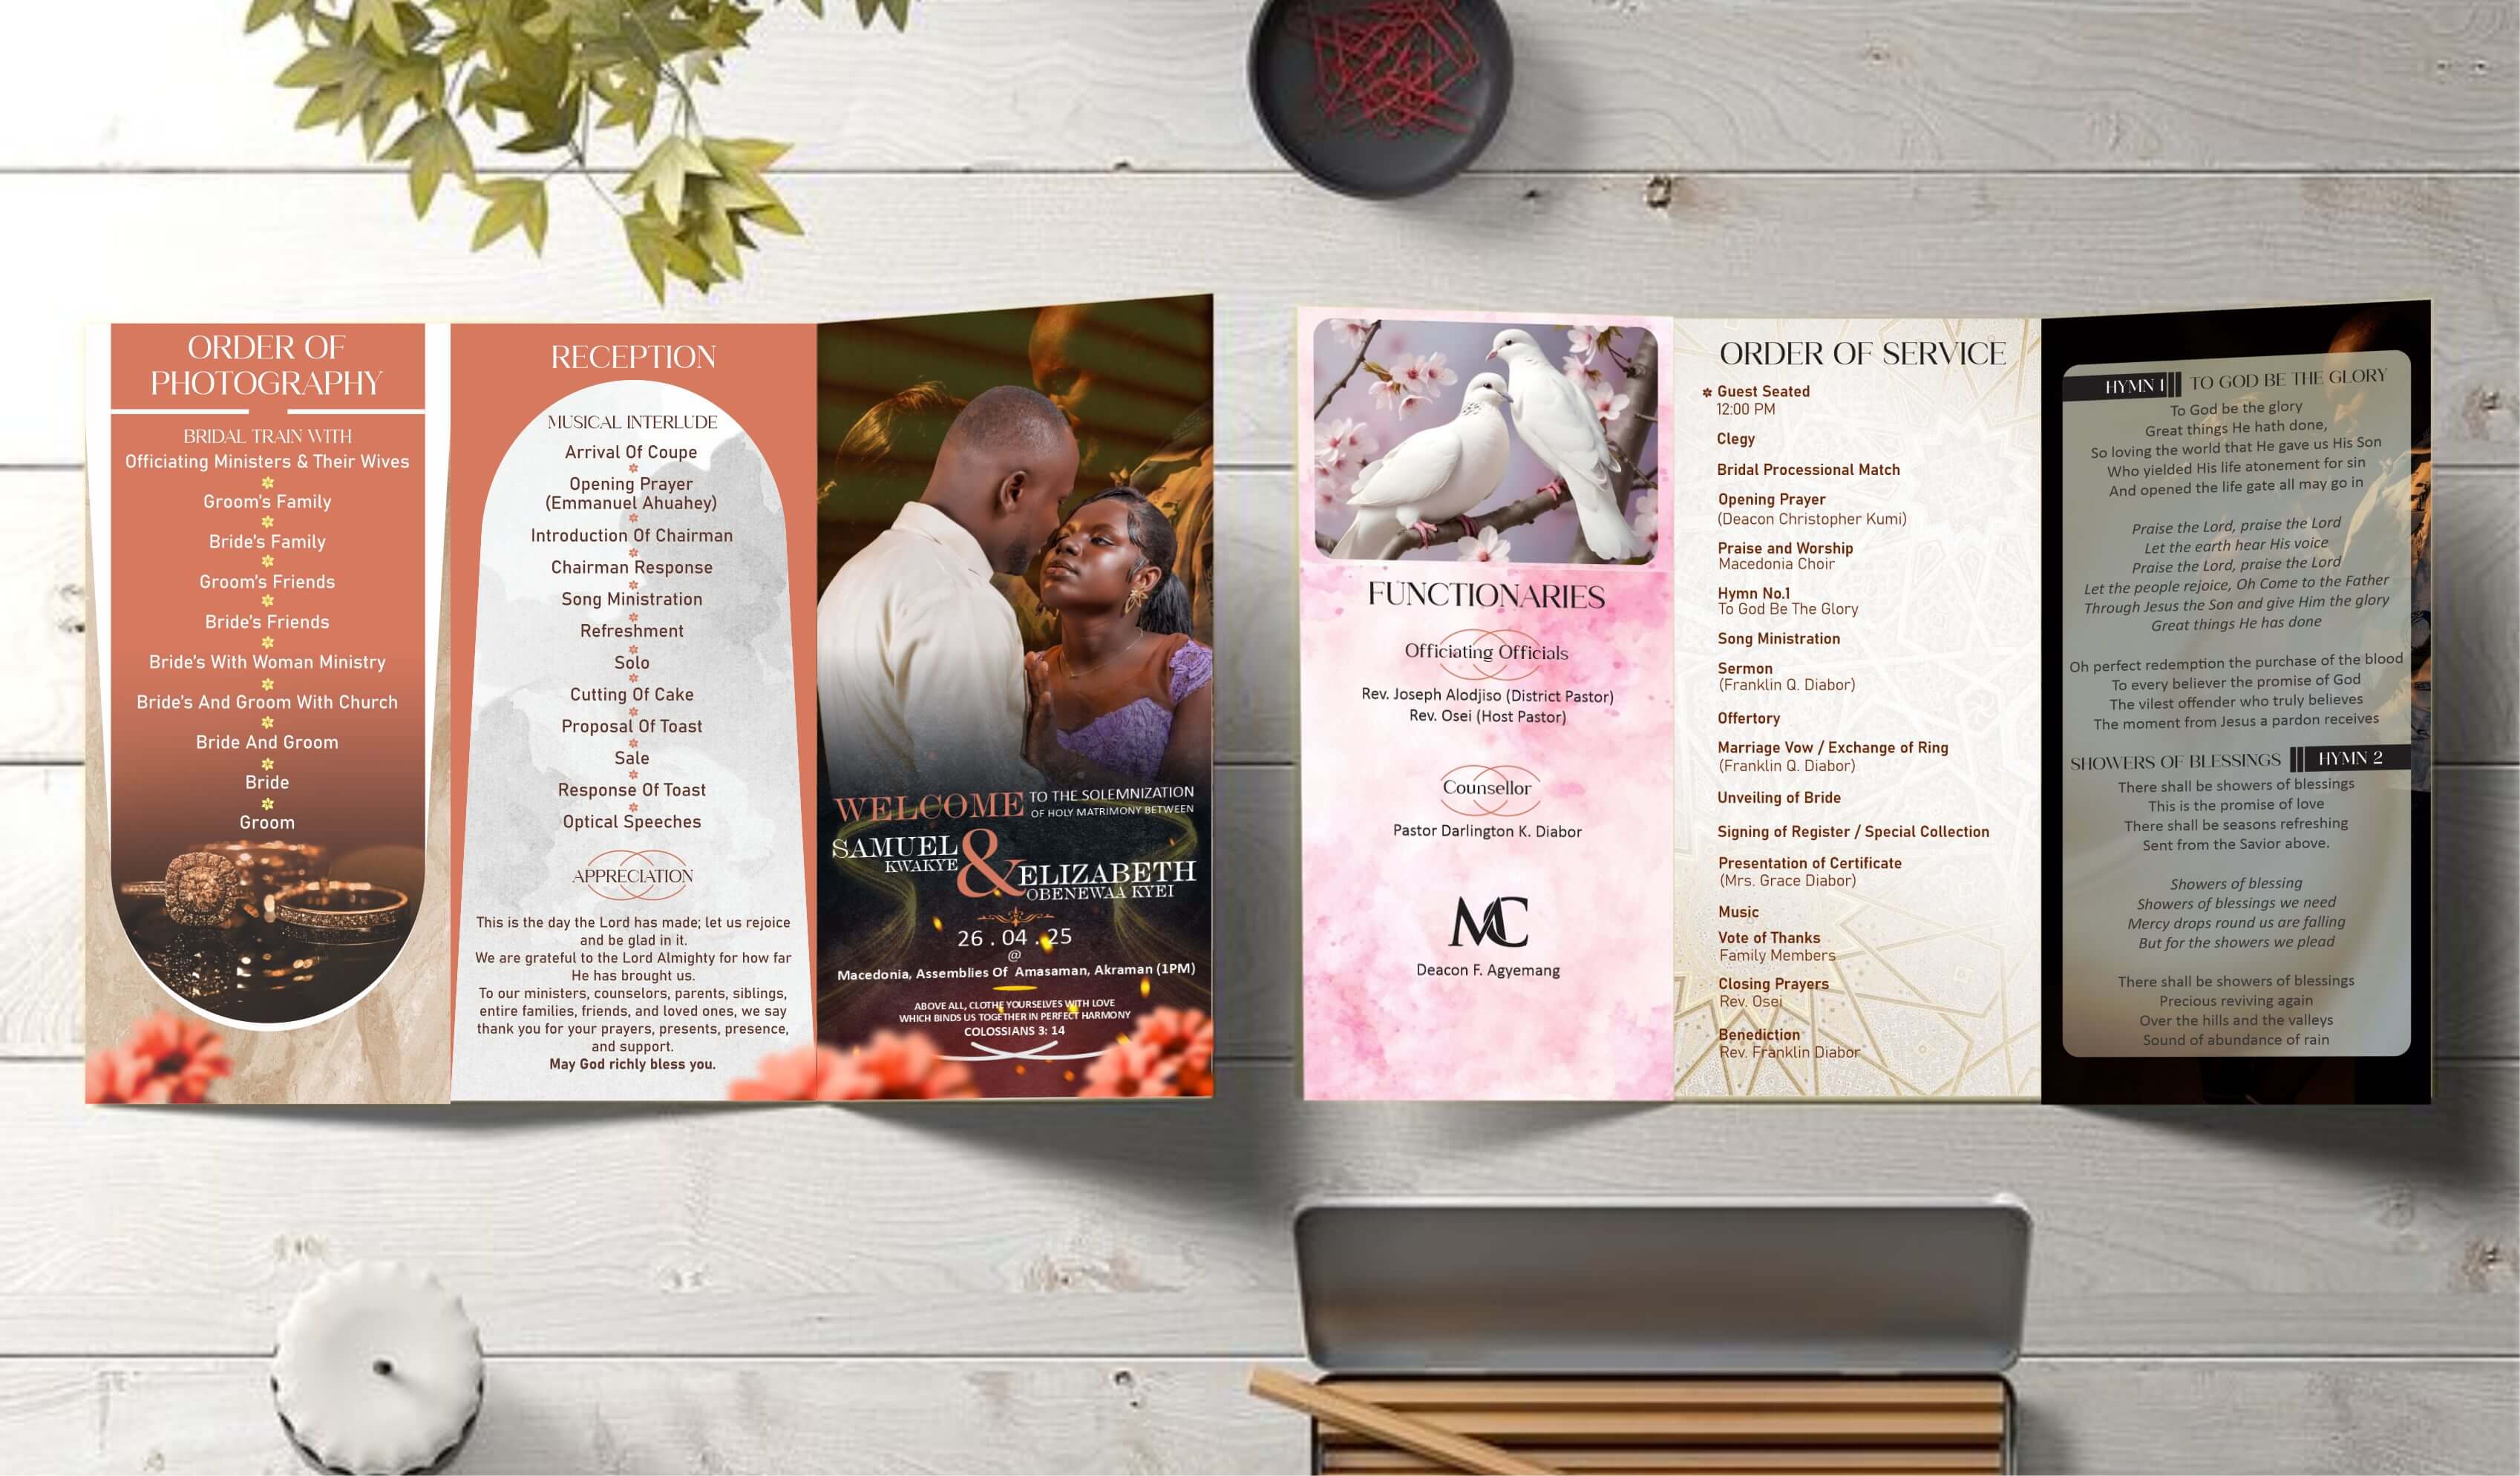 ORDER OF
PHOTOGRAPHY
BRIDAL TRAIN WITH
Officiating Ministers & Their Wives
Groom's Family
Bride's Family
Groom's Friends
Bride's Friends
Bride's With Woman Ministry
Bride's And Groom With Church
Bride And Groom
Bride
Groom
RECEPTION
MUSICAL INTERLUDE
Arrival Of Coupe
Opening Prayer
(Emmanuel Ahuahey)
Introduction Of Chairman
Chairman Response
Song Ministration
Refreshment
Solo
Cutting Of Cake
Proposal Of Toast
Sale
Response Of Toast
Optical Speeches
APPRECIATION
This is the day the Lord has made; let us rejoice
and be glad in it.
We are grateful to the Lord Almighty for how far
He has brought us.
To our ministers, counselors, parents, siblings,
entire families, friends, and loved ones, we say
thank you for your prayers, presents, presence,
and support.
May God richly bless you.
WELCOME TO THE SOLEMNIZATION
OF HOLY MATRIMONY BETWEEN
SAMUEL
KWAKYE
&
ELIZABETH
OBENEWAA KYEI
26 . 04 . 25
@
Macedonia, Assemblies Of Amasaman, Akraman (1PM)
ABOVE ALL, CLOTHE YOURSELVES WITH LOVE
WHICH BINDS US TOGETHER IN PERFECT HARMONY
COLOSSIANS 3: 14
FUNCTIONARIES
Officiating Officials
Rev. Joseph Alodjiso (District Pastor)
Rev. Osei (Host Pastor)
Counsellor
Pastor Darlington K. Diabor
MC
Deacon F. Agyemang
ORDER OF SERVICE
Guest Seated
12:00 PM
Clegy
Bridal Processional Match
Opening Prayer
(Deacon Christopher Kumi)
Praise and Worship
Macedonia Choir
Hymn No.1
To God Be The Glory
Song Ministration
Sermon
(Franklin Q. Diabor)
Offertory
Marriage Vow / Exchange of Ring
(Franklin Q. Diabor)
Unveiling of Bride
Signing of Register / Special Collection
Presentation of Certificate
(Mrs. Grace Diabor)
Music
Vote of Thanks
Family Members
Closing Prayers
Rev. Osei
Benediction
Rev. Franklin Diabor
HYMN 1 TO GOD BE THE GLORY
To God be the glory
Great things He hath done,
So loving the world that He gave us His Son
Who yielded His life atonement for sin
And opened the life gate all may go in
Praise the Lord, praise the Lord
Let the earth hear His voice
Praise the Lord, praise the Lord
Let the people rejoice, Oh Come to the Father
Through Jesus the Son and give Him the glory
Great things He has done
Oh perfect redemption the purchase of the blood
To every believer the promise of God
The vilest offender who truly believes
The moment from Jesus a pardon receives
SHOWERS OF BLESSINGS HYMN 2
There shall be showers of blessings
This is the promise of love
There shall be seasons refreshing
Sent from the Savior above.
Showers of blessing
Showers of blessings we need
Mercy drops round us are falling
But for the showers we plead
There shall be showers of blessings
Precious reviving again
Over the hills and the valleys
Sound of abundance of rain